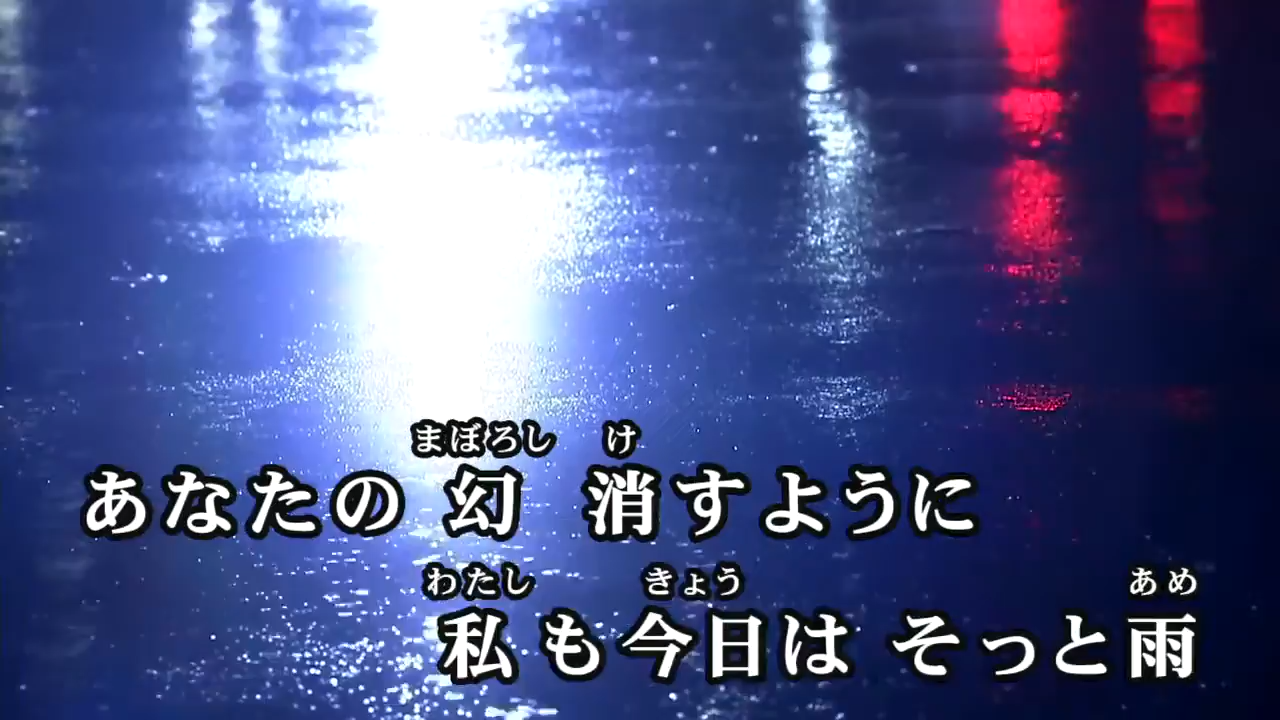 まぼろし け
あなたの 幻 消すように
わたし きょう あめ
私も今日は そっと雨